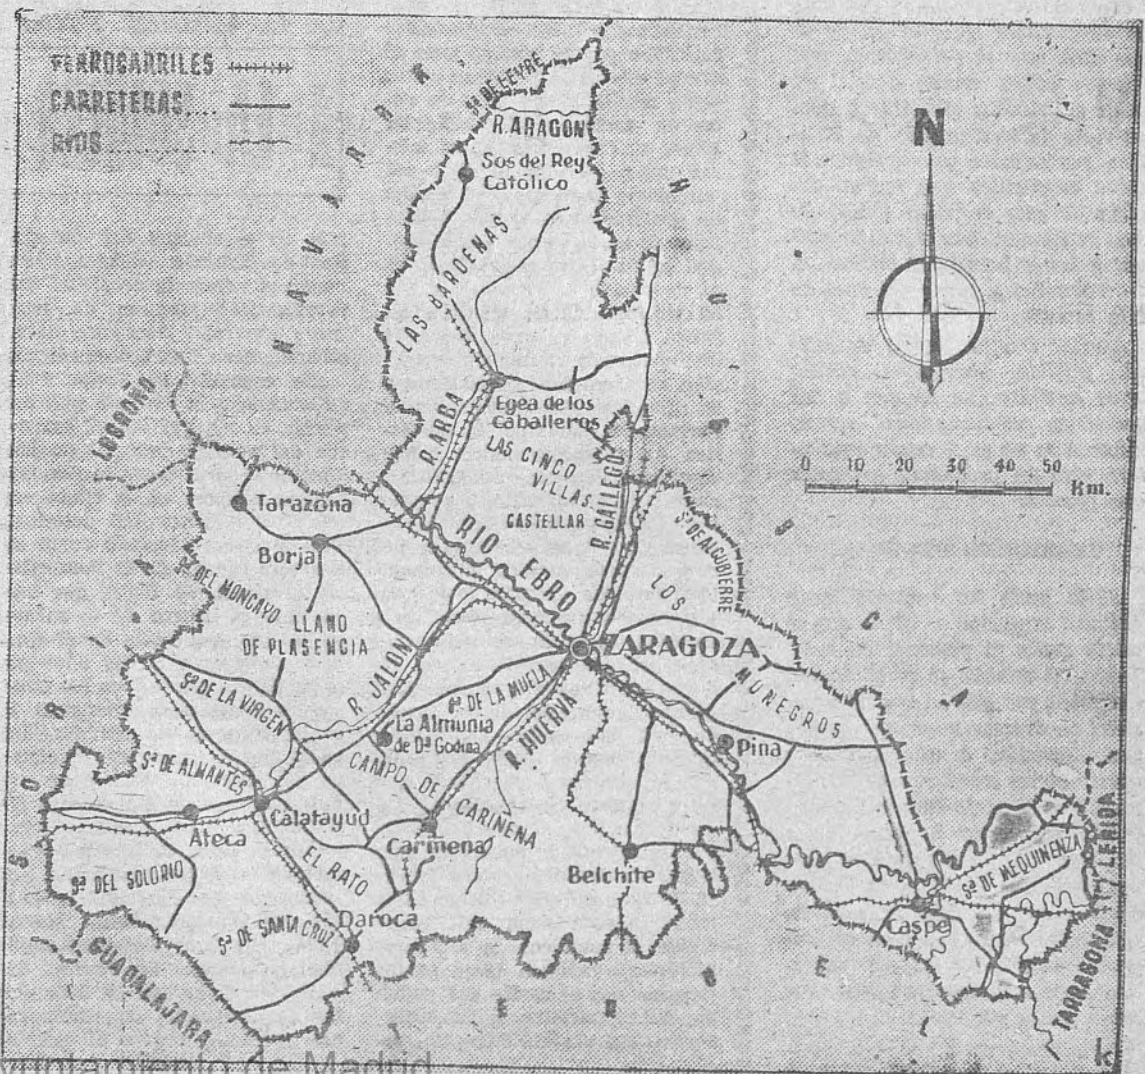 FERROCARRILES
CARRETERAS....
RIOS
N
0 10 20 30 40 50 Km.
NAVARRA
Sª DE LEYRE
R. ARAGON
Sos del Rey
Católico
HUESCA
LAS BARDENAS
LOGROÑO
R. ARBA
Egea de los
Caballeros
LAS CINCO
VILLAS
CASTELLAR
R. GALLEGO
Tarazona
Borja
RIO EBRO
Sª DE ALCUBIERRE
LOS
MONEGROS
Sª DEL MONCAYO
LLANO
DE PLASENCIA
R. JALON
ZARAGOZA
SORIA
Sª DE LA VIRGEN
Sª DE LA MUELA
La Almunia
de Dª Godina
R. HUERVA
Pina
Sª DE ALMANTES
CAMPO DE CARIÑENA
Calatayud
Ateca
Carmena
EL RATO
Belchite
Sª DEL SOLORIO
Sª DE SANTA CRUZ
Daroca
Caspe
Sª DE MEQUINENZA
LERIDA
TARRAGONA
GUADALAJARA
TERUEL
k
Ayuntamiento de Madrid